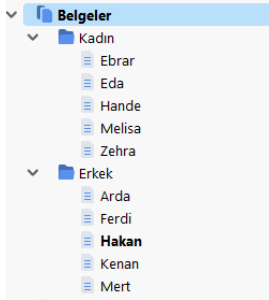 Belgeler
Kadın
Ebrar
Eda
Hande
Melisa
Zehra
Erkek
Arda
Ferdi
Hakan
Kenan
Mert